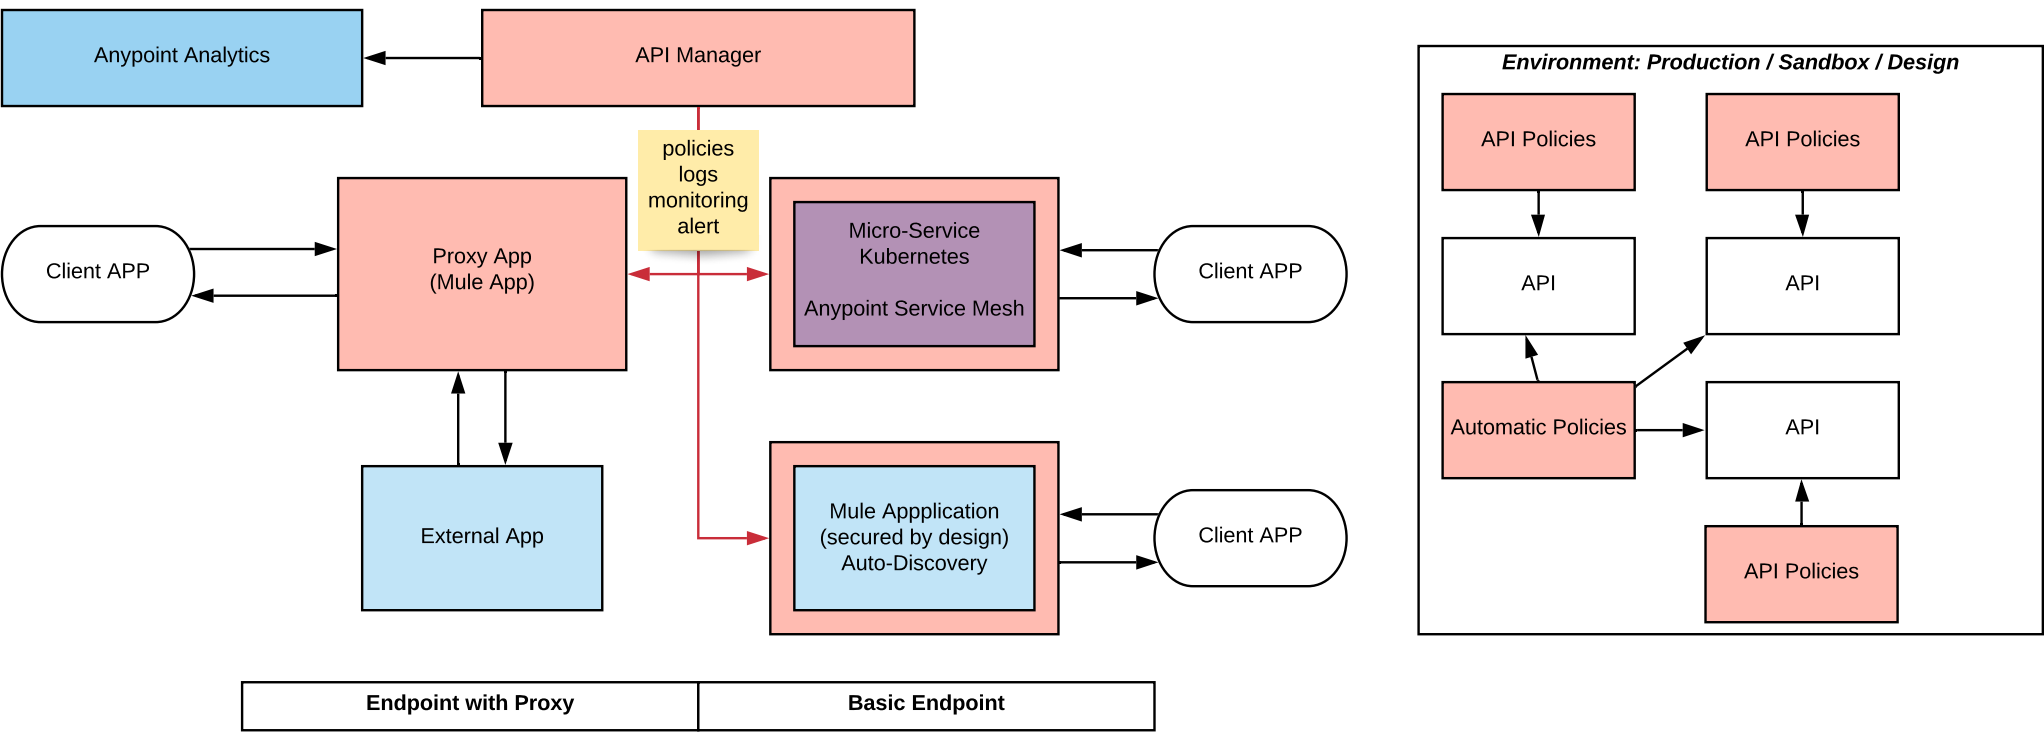 Anypoint Analytics
API Manager
policies
logs
monitoring
alert
Client APP
Proxy App
(Mule App)
Micro-Service
Kubernetes
Anypoint Service Mesh
Client APP
External App
Mule Appplication
(secured by design)
Auto-Discovery
Client APP
Endpoint with Proxy
Basic Endpoint
Environment: Production / Sandbox / Design
API Policies
API Policies
API
API
Automatic Policies
API
API Policies